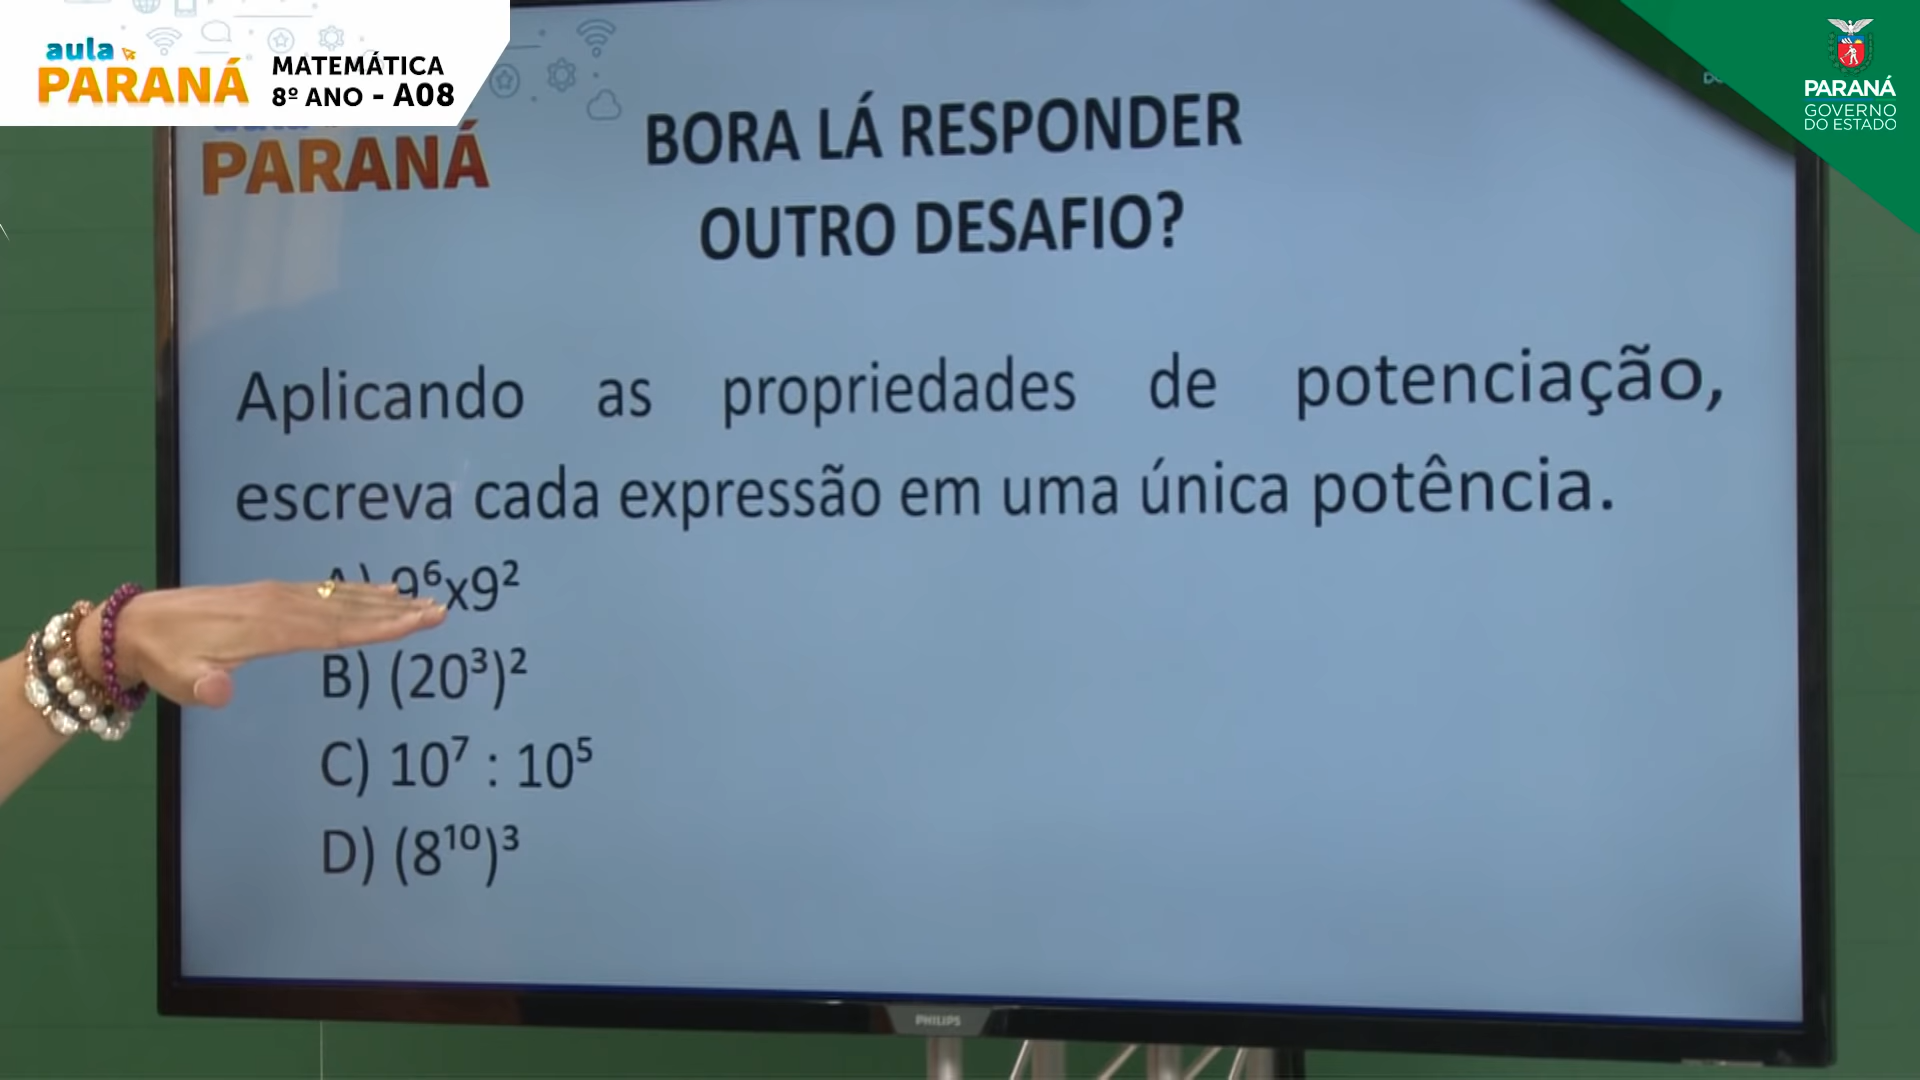 aula
PARANÁ
MATEMÁTICA
8º ANO - A08
PARANÁ
GOVERNO
DO ESTADO
PARANÁ
BORA LÁ RESPONDER
OUTRO DESAFIO?
Aplicando as propriedades de potenciação,
escreva cada expressão em uma única potência.
A) 9⁶x9²
B) (20³)²
C) 10⁷ : 10⁵
D) (8¹⁰)³
PHILIPS